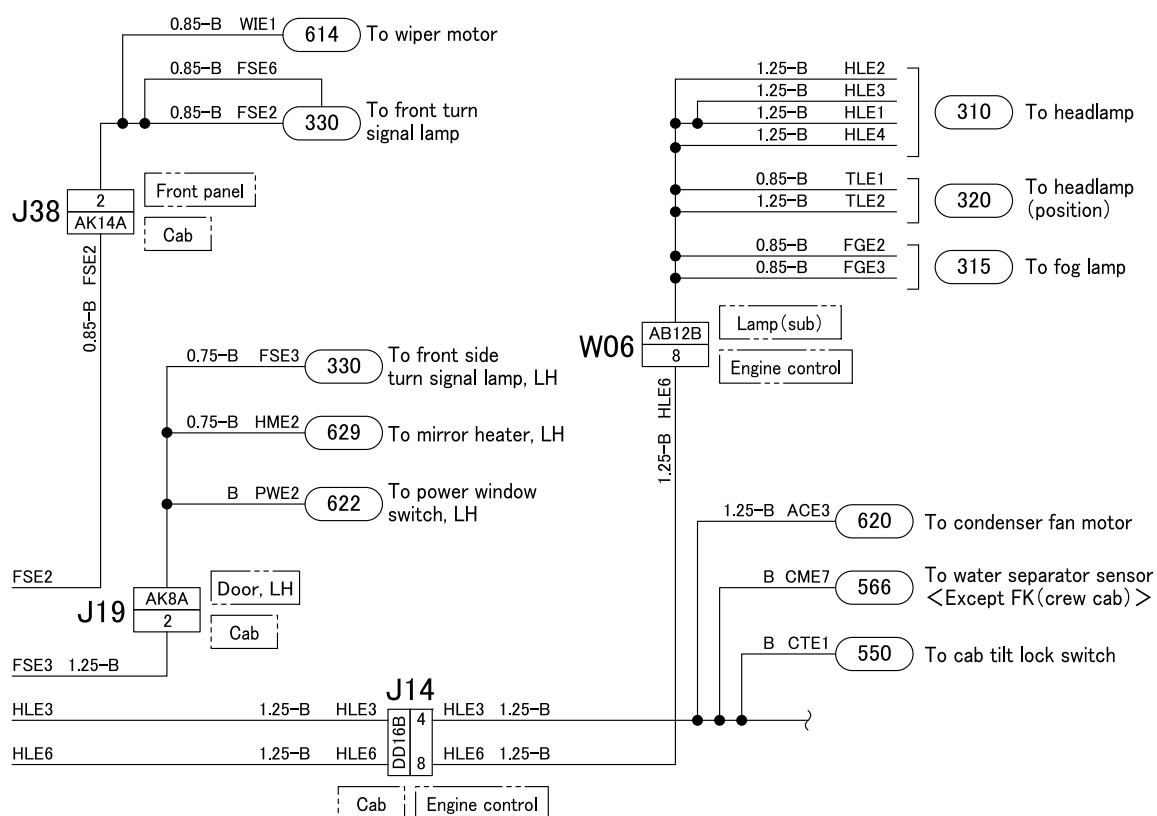 0.85-B WIE1
614
To wiper motor
0.85-B FSE6
0.85-B FSE2
330
To front turn
signal lamp
J38
2
AK14A
Front panel
Cab
0.85-B FSE2
0.75-B FSE3
330
To front side
turn signal lamp, LH
0.75-B HME2
629
To mirror heater, LH
B PWE2
622
To power window
switch, LH
FSE2
J19
AK8A
2
Door, LH
Cab
FSE3 1.25-B
1.25-B HLE2
1.25-B HLE3
1.25-B HLE1
1.25-B HLE4
310
To headlamp
0.85-B TLE1
1.25-B TLE2
320
To headlamp
(position)
0.85-B FGE2
0.85-B FGE3
315
To fog lamp
W06
AB12B
8
Lamp(sub)
Engine control
1.25-B HLE6
1.25-B ACE3
620
To condenser fan motor
B CME7
566
To water separator sensor
<Except FK(crew cab)>
B CTE1
550
To cab tilt lock switch
J14
HLE3 1.25-B HLE3
4
HLE3 1.25-B
DD16B
HLE6 1.25-B HLE6
8
HLE6 1.25-B
Cab
Engine control